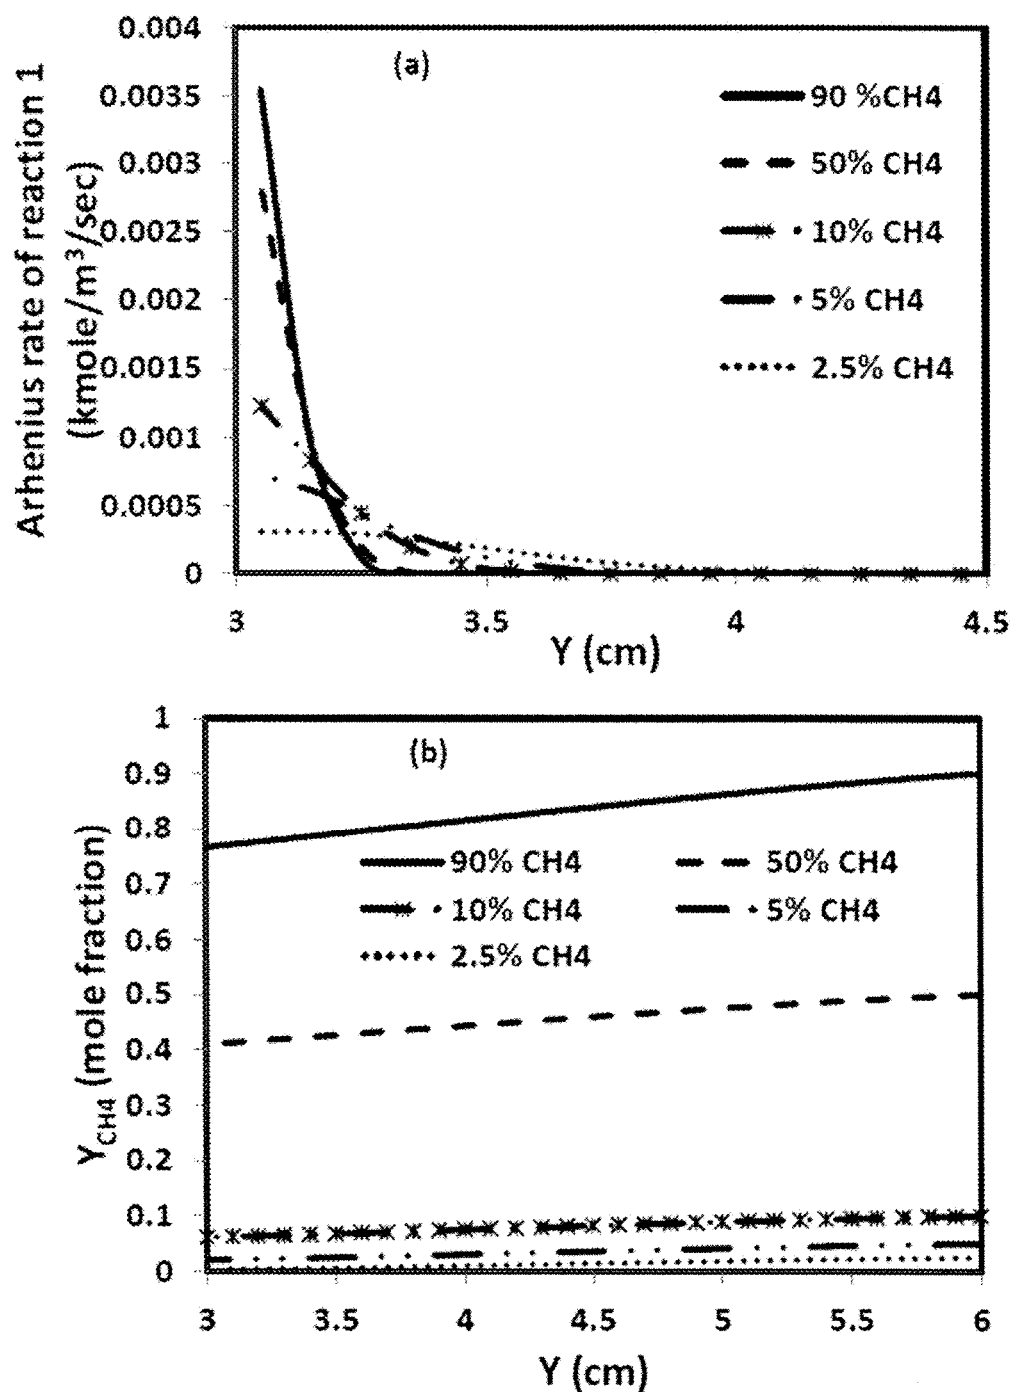 (a)
Arhenius rate of reaction 1
(kmole/m³/sec)
0.004
0.0035
0.003
0.0025
0.002
0.0015
0.001
0.0005
0
90 %CH4
50% CH4
10% CH4
5% CH4
2.5% CH4
3 3.5 4 4.5
Y (cm)
(b)
Y_CH4 (mole fraction)
1
0.9
0.8
0.7
0.6
0.5
0.4
0.3
0.2
0.1
0
90% CH4 50% CH4
10% CH4 5% CH4
2.5% CH4
3 3.5 4 4.5 5 5.5 6
Y (cm)